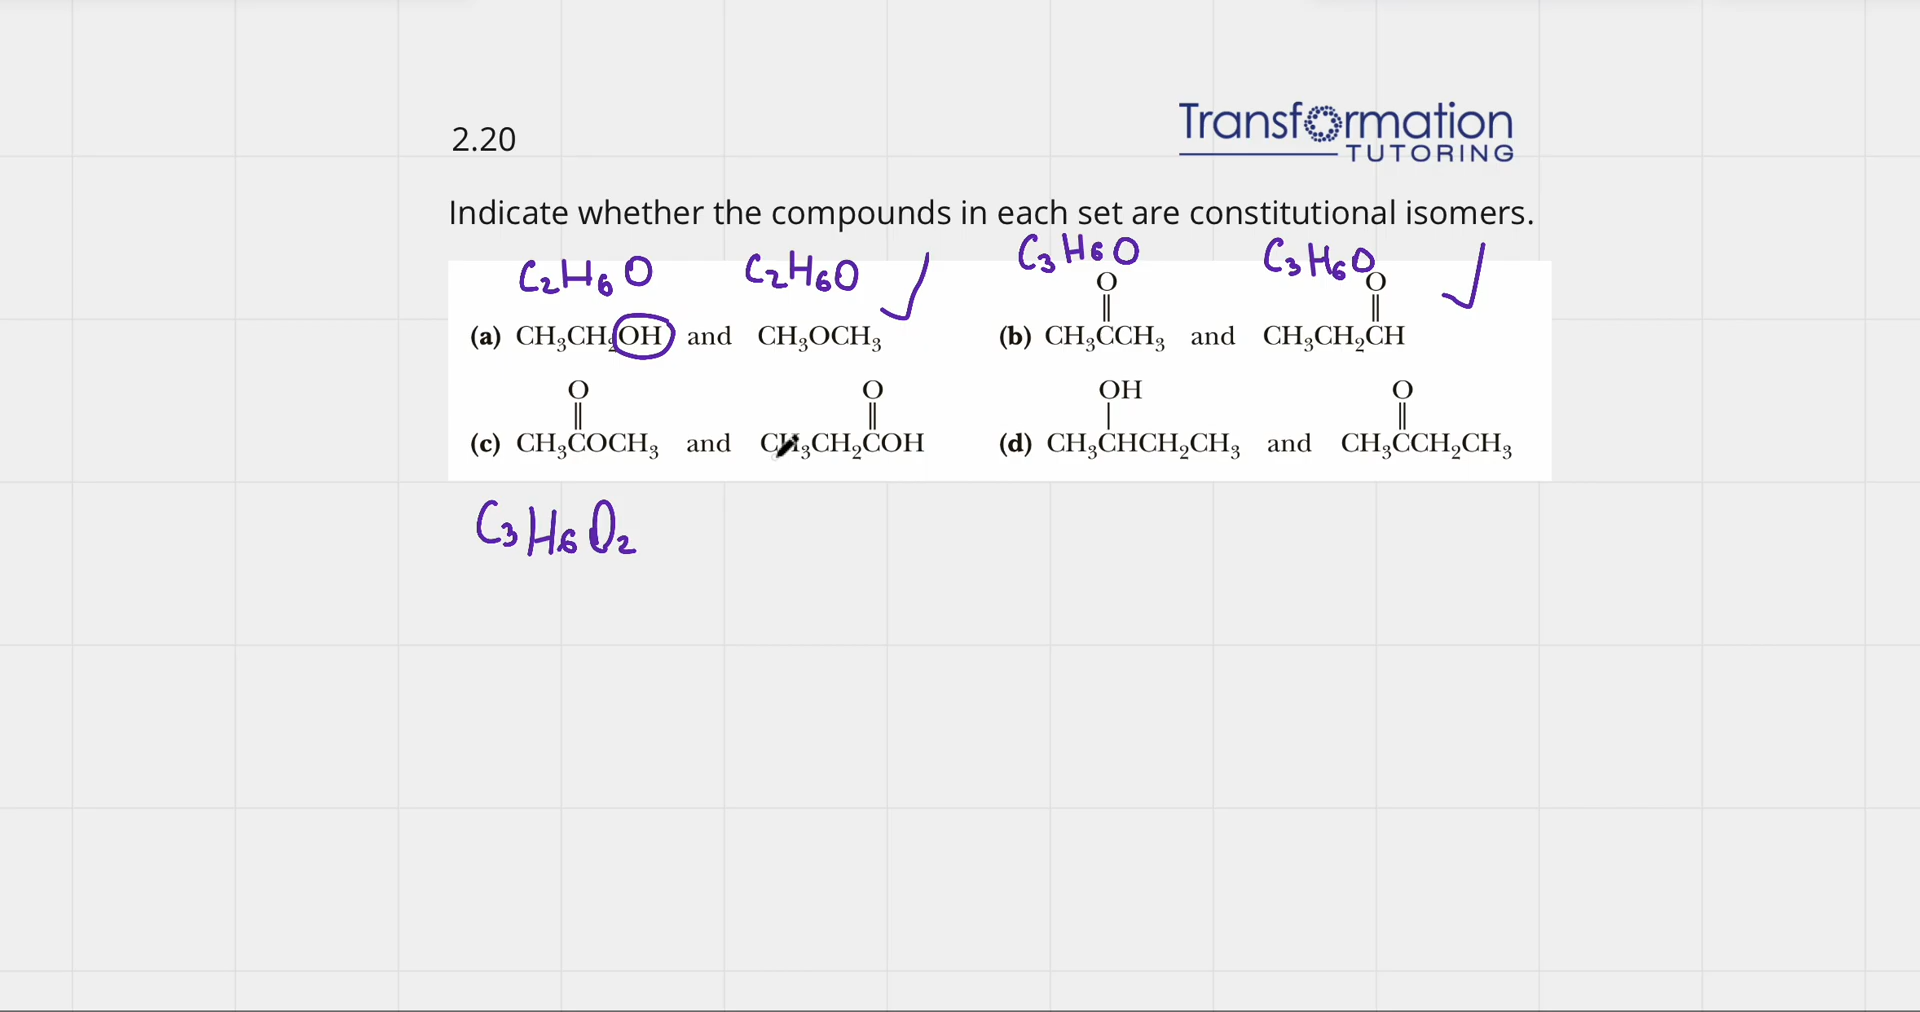 2.20
Transformation
TUTORING
Indicate whether the compounds in each set are constitutional isomers.
C₂H₆O C₂H₆O ✓ C₃H₆O C₃H₆O ✓
O O
(a) CH₃CH₂OH and CH₃OCH₃ (b) CH₃CCH₃ and CH₃CH₂CH
O O OH O
(c) CH₃COCH₃ and CH₃CH₂COH (d) CH₃CHCH₂CH₃ and CH₃CCH₂CH₃
C₃H₆O₂